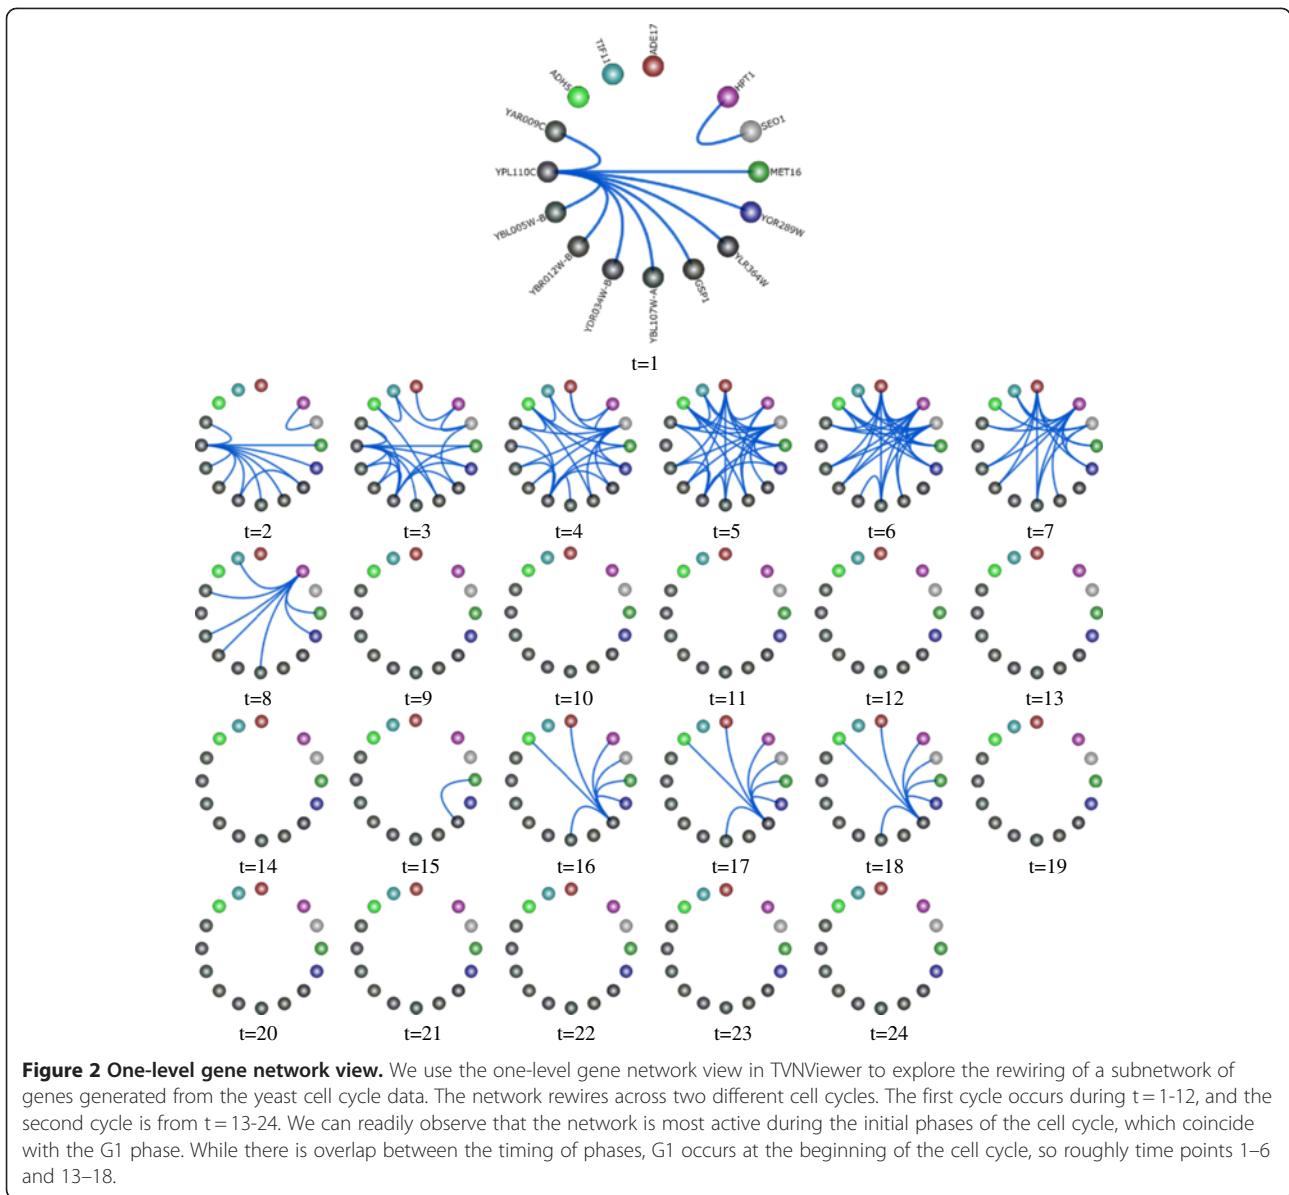 ADE17
TIF11
ADH5
HPT1
YAR009C
SEO1
YPL110C
MET16
YBL005W-B
YOR289W
YBR012W-B
YLR364W
YDR034W-B
GSP1
YBL107W-A
t=1
t=2 t=3 t=4 t=5 t=6 t=7
t=8 t=9 t=10 t=11 t=12 t=13
t=14 t=15 t=16 t=17 t=18 t=19
t=20 t=21 t=22 t=23 t=24
Figure 2 One-level gene network view. We use the one-level gene network view in TVNViewer to explore the rewiring of a subnetwork of
genes generated from the yeast cell cycle data. The network rewires across two different cell cycles. The first cycle occurs during t = 1-12, and the
second cycle is from t = 13-24. We can readily observe that the network is most active during the initial phases of the cell cycle, which coincide
with the G1 phase. While there is overlap between the timing of phases, G1 occurs at the beginning of the cell cycle, so roughly time points 1–6
and 13–18.